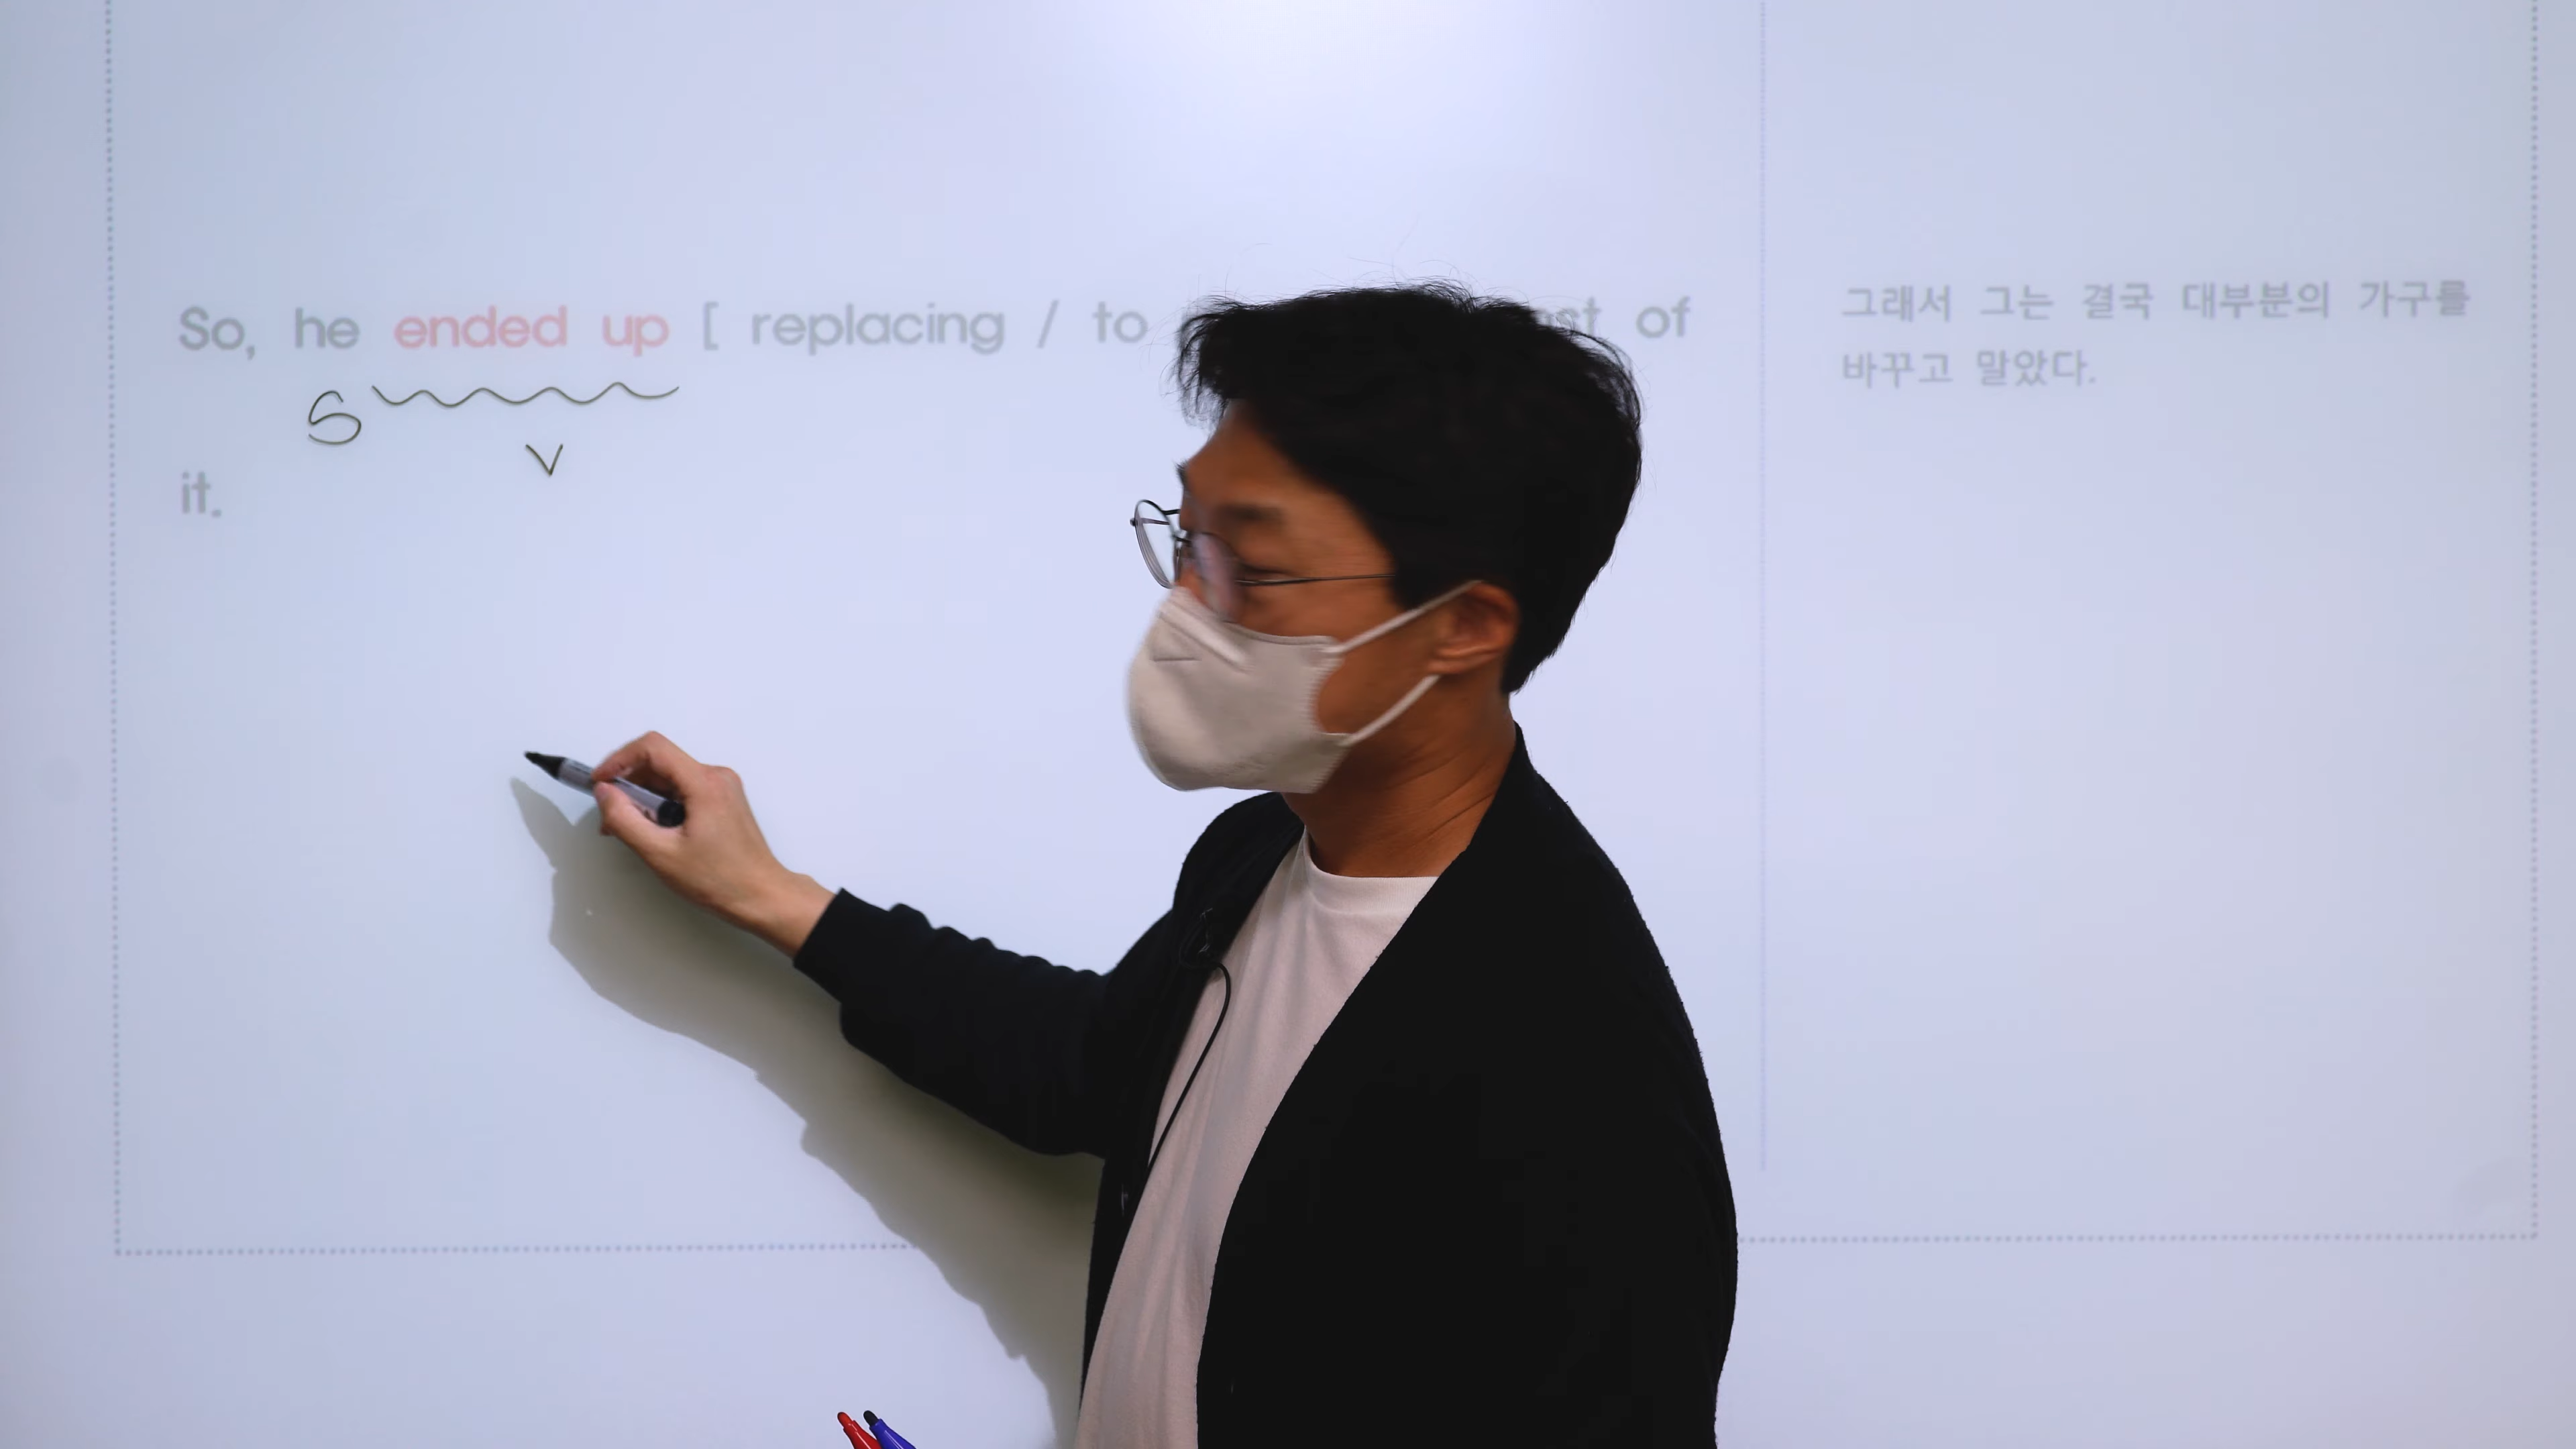 So, he ended up [ replacing / to of
S
v
it.
그래서 그는 결국 대부분의 가구를
바꾸고 말았다.